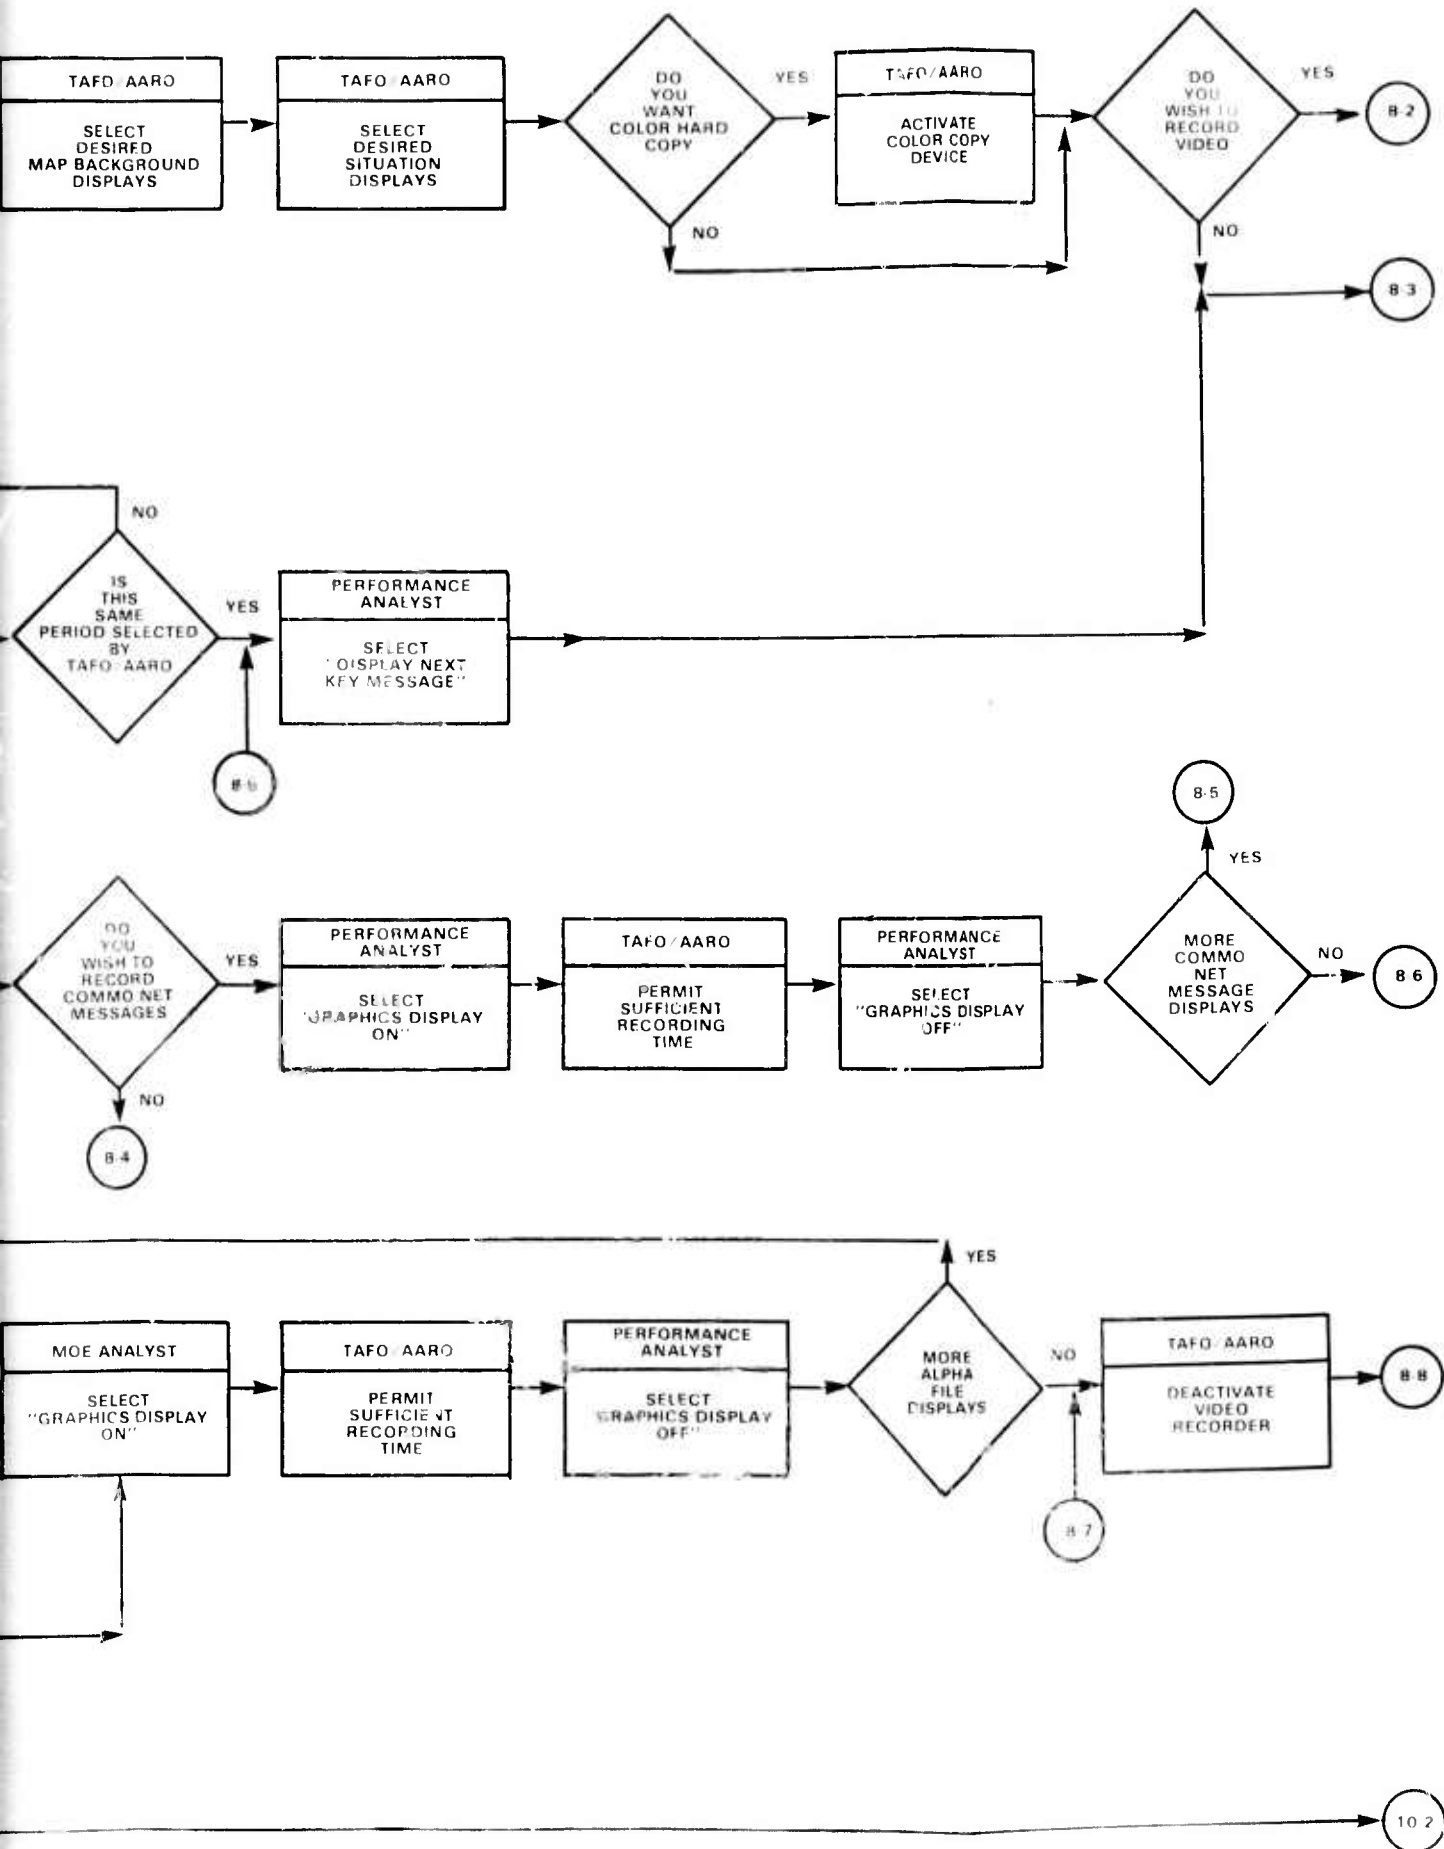 TAFO/AARO
SELECT
DESIRED
MAP BACKGROUND
DISPLAYS
TAFO/AARO
SELECT
DESIRED
SITUATION
DISPLAYS
DO
YOU
WANT
COLOR HARD
COPY
YES
NO
TAFO/AARO
ACTIVATE
COLOR COPY
DEVICE
DO
YOU
WISH TO
RECORD
VIDEO
YES
8-2
NO
8-3
NO
IS
THIS
SAME
PERIOD SELECTED
BY
TAFO/AARO
YES
PERFORMANCE
ANALYST
SELECT
"DISPLAY NEXT
KEY MESSAGE"
8-5
YES
DO
YOU
WISH TO
RECORD
COMMO NET
MESSAGES
YES
NO
8-4
PERFORMANCE
ANALYST
SELECT
"GRAPHICS DISPLAY
ON"
TAFO/AARO
PERMIT
SUFFICIENT
RECORDING
TIME
PERFORMANCE
ANALYST
SELECT
"GRAPHICS DISPLAY
OFF"
MORE
COMMO
NET
MESSAGE
DISPLAYS
NO
8-6
YES
MOE ANALYST
SELECT
"GRAPHICS DISPLAY
ON"
TAFO/AARO
PERMIT
SUFFICIENT
RECORDING
TIME
PERFORMANCE
ANALYST
SELECT
"GRAPHICS DISPLAY
OFF"
MORE
ALPHA
FILE
DISPLAYS
NO
8-7
TAFO/AARO
DEACTIVATE
VIDEO
RECORDER
8-8
10-2